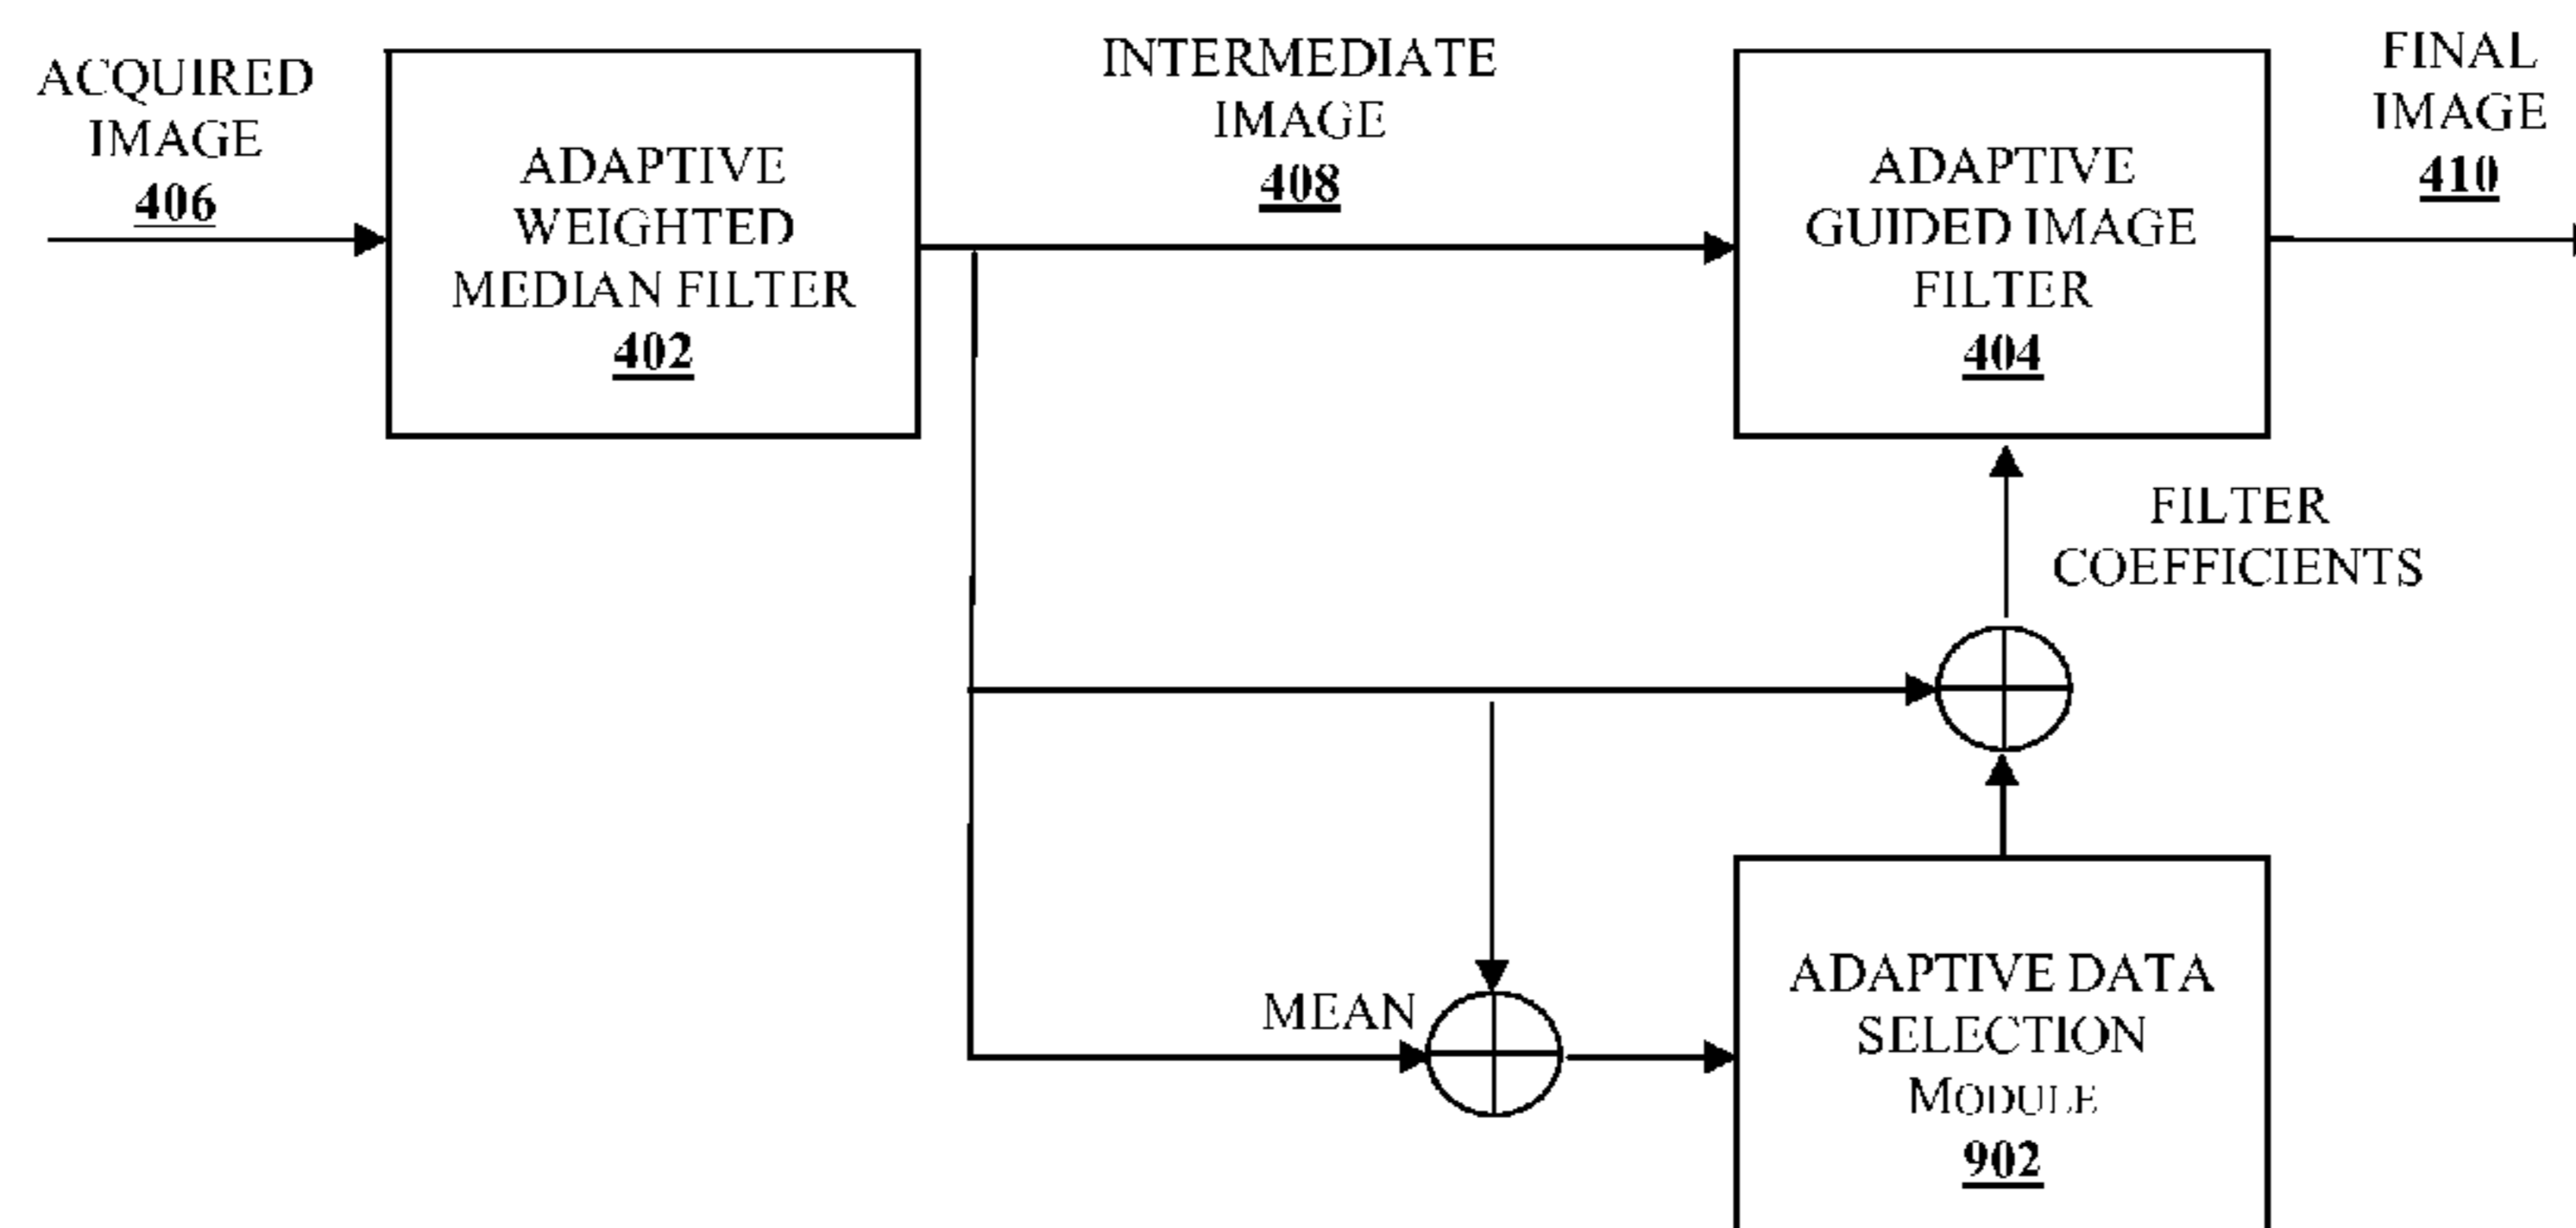 ACQUIRED
IMAGE
406
ADAPTIVE
WEIGHTED
MEDIAN FILTER
402
INTERMEDIATE
IMAGE
408
ADAPTIVE
GUIDED IMAGE
FILTER
404
FINAL
IMAGE
410
FILTER
COEFFICIENTS
MEAN
ADAPTIVE DATA
SELECTION
MODULE
902